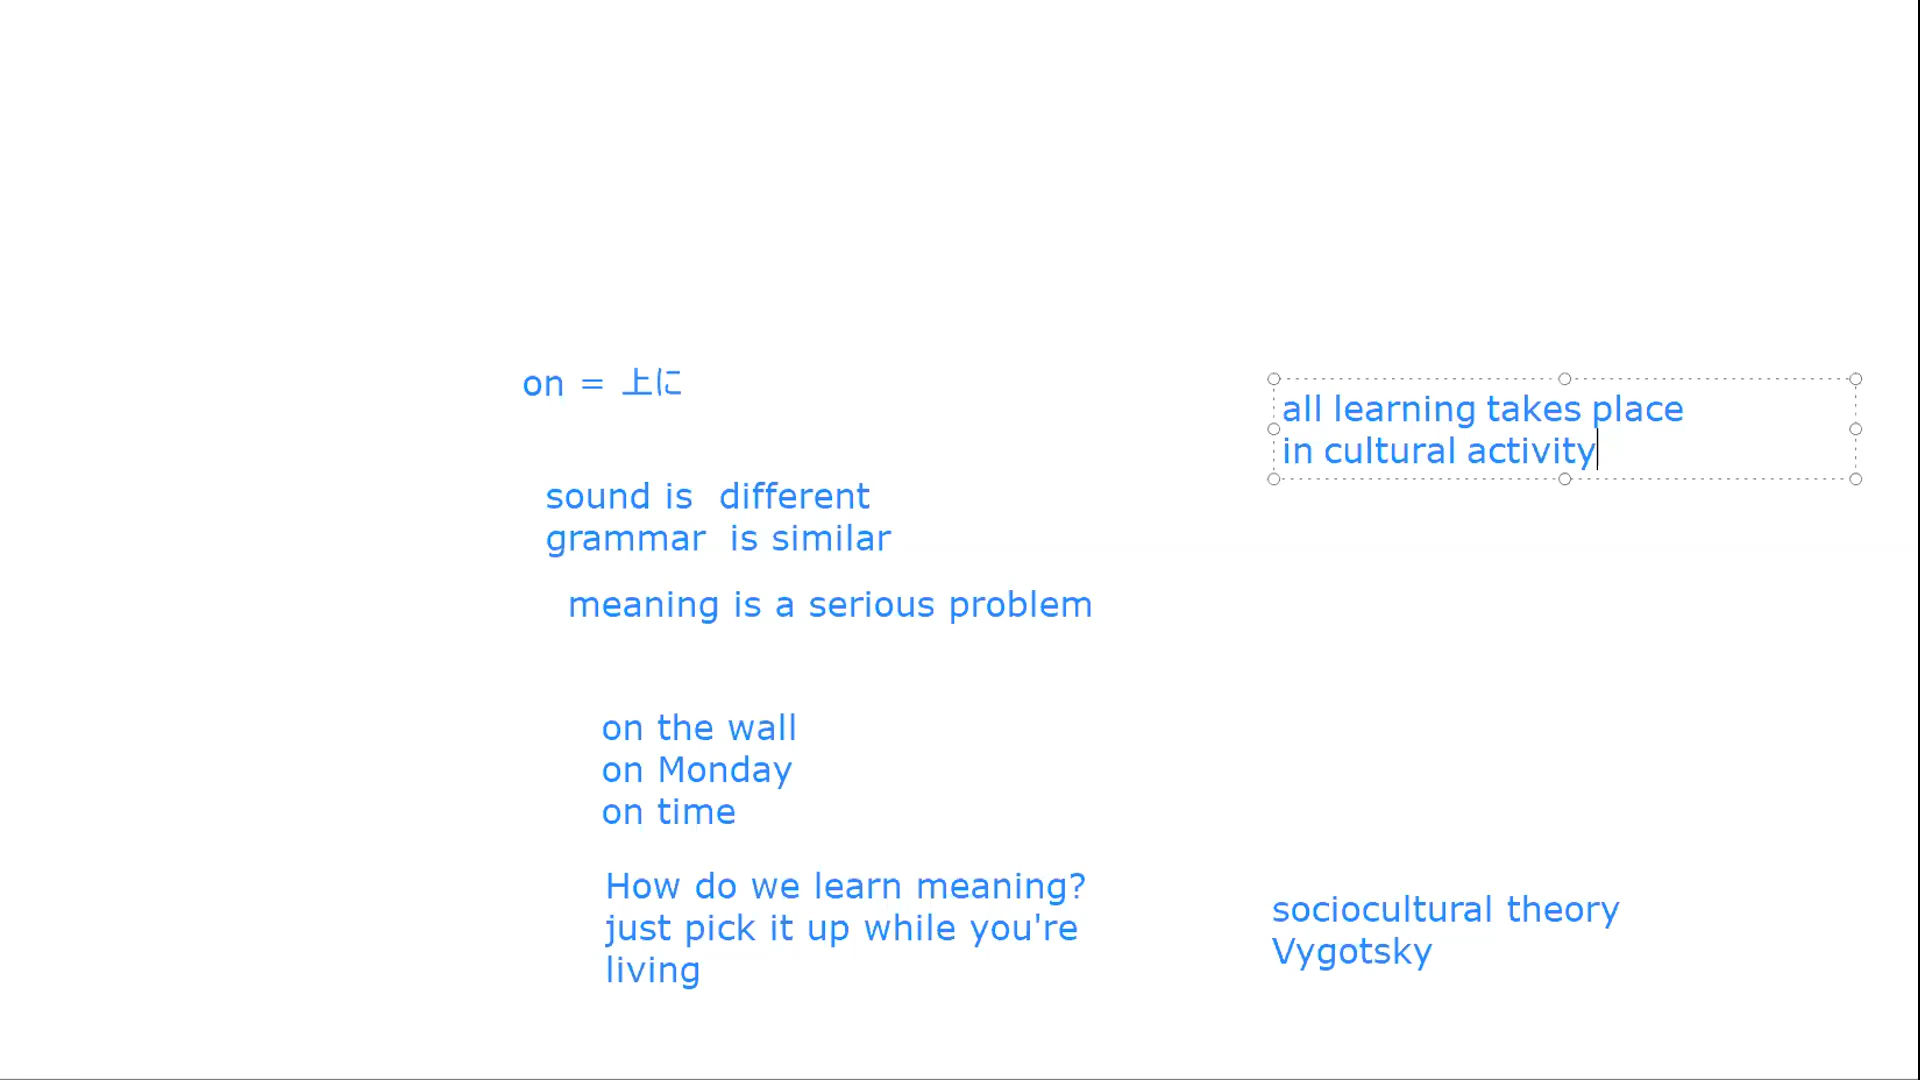 on = 上に
sound is different
grammar is similar
meaning is a serious problem
on the wall
on Monday
on time
How do we learn meaning?
just pick it up while you're
living
all learning takes place
in cultural activity
sociocultural theory
Vygotsky